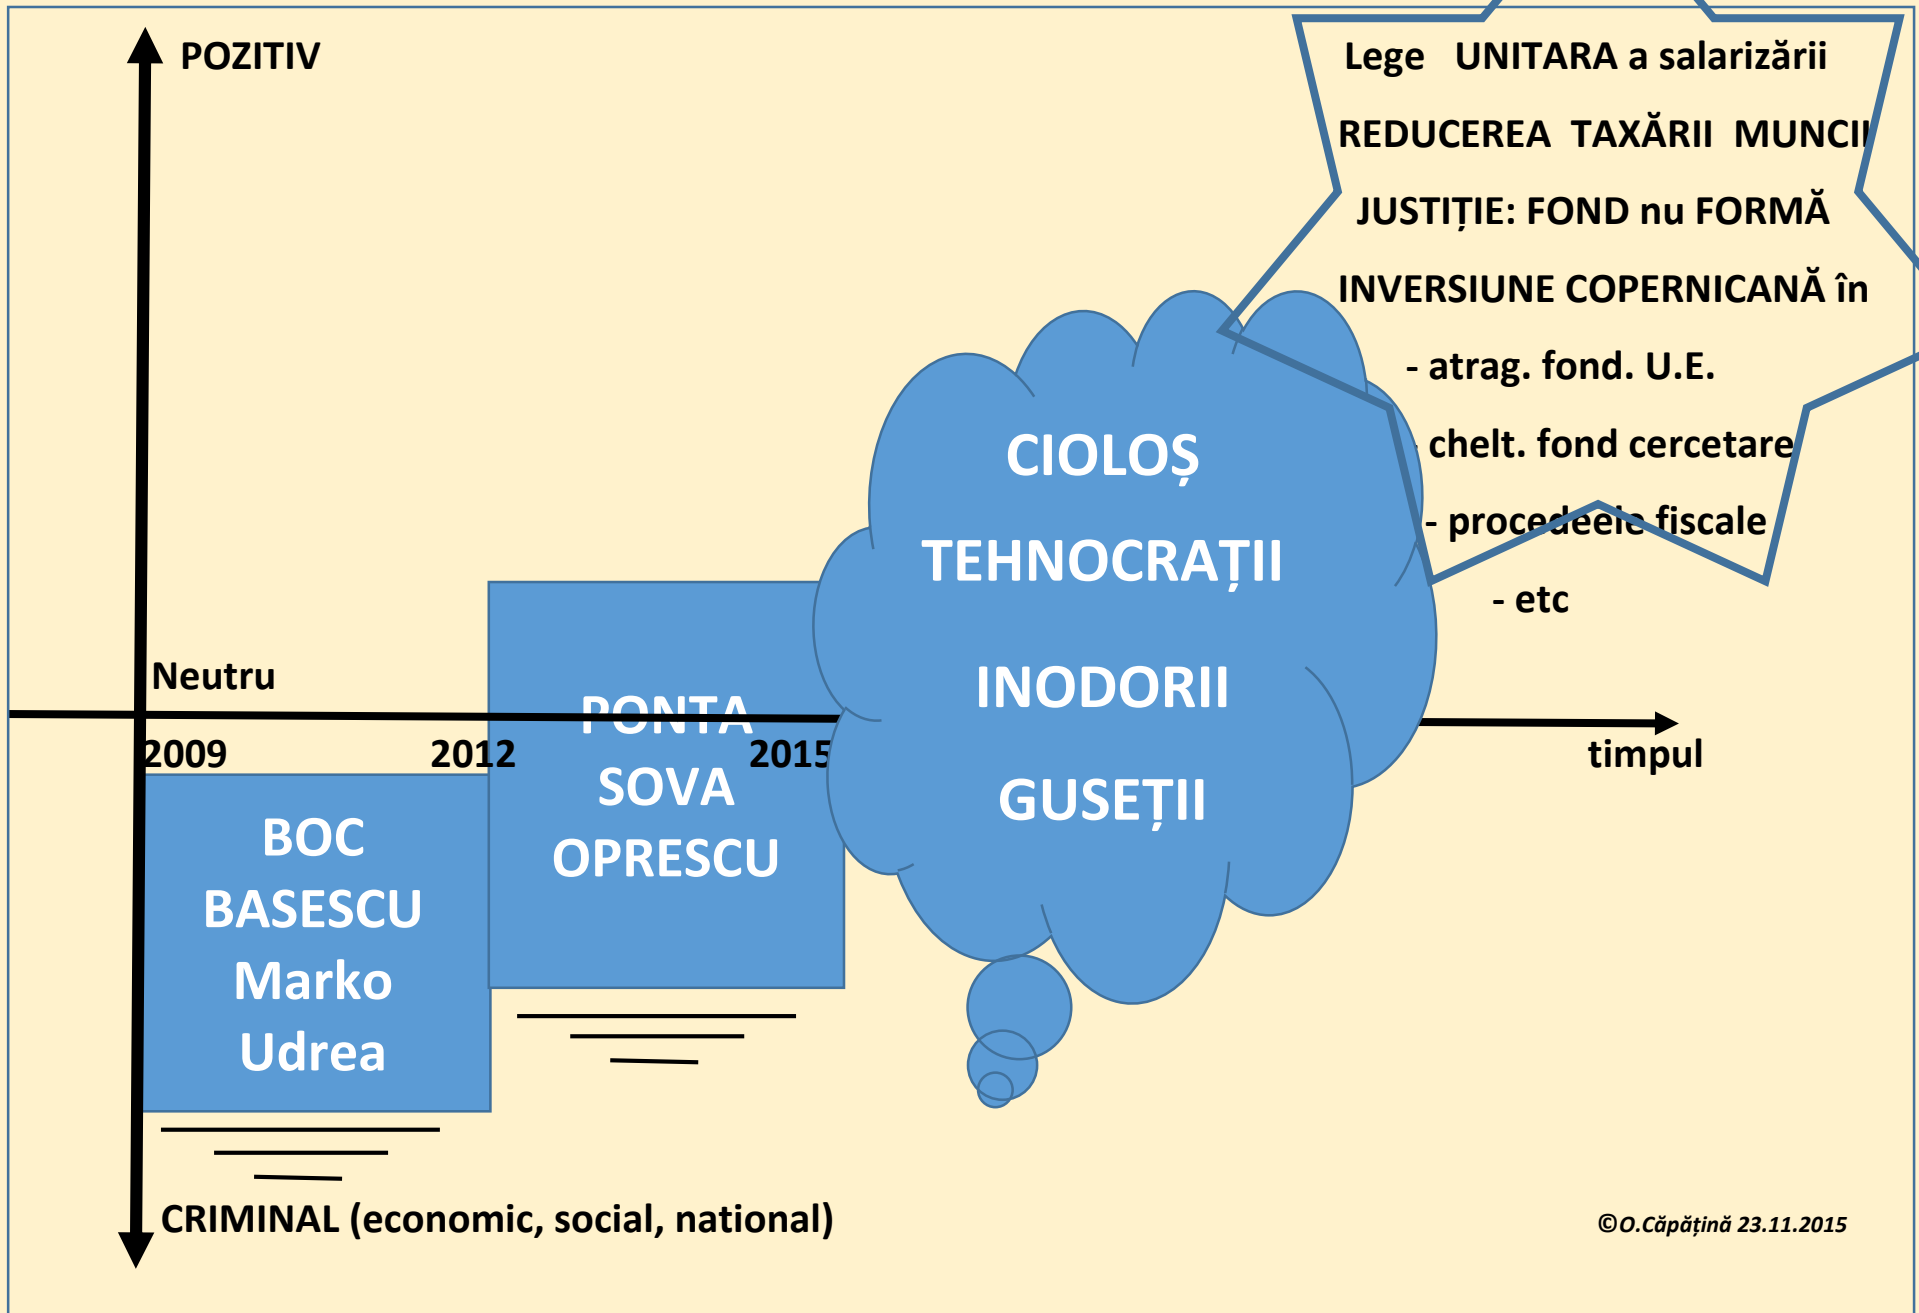 POZITIV
Lege UNITARA a salarizării
REDUCEREA TAXĂRII MUNCII
JUSTIȚIE: FOND nu FORMĂ
INVERSIUNE COPERNICANĂ în
- atrag. fond. U.E.
- chelt. fond cercetare
- procedeele fiscale
- etc
CIOLOȘ
TEHNOCRAȚII
INODORII
GUSEȚII
Neutru
2009
2012
2015
timpul
PONTA
SOVA
OPRESCU
BOC
BASESCU
Marko
Udrea
CRIMINAL (economic, social, national)
©O.Căpățină 23.11.2015